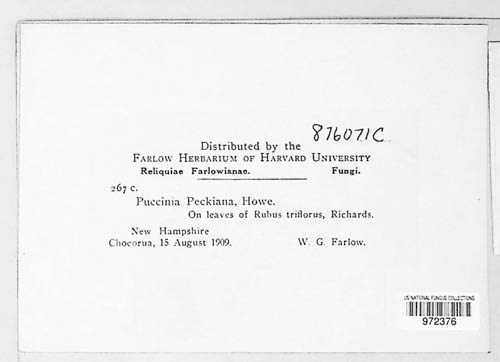 876071C
Distributed by the
FARLOW HERBARIUM OF HARVARD UNIVERSITY
Reliquiae Farlowianae. Fungi.
267 c.
Puccinia Peckiana, Howe.
On leaves of Rubus triflorus, Richards.
New Hampshire
Chocorua, 15 August 1909. W. G. Farlow.
US NATIONAL FUNGUS COLLECTIONS
972376